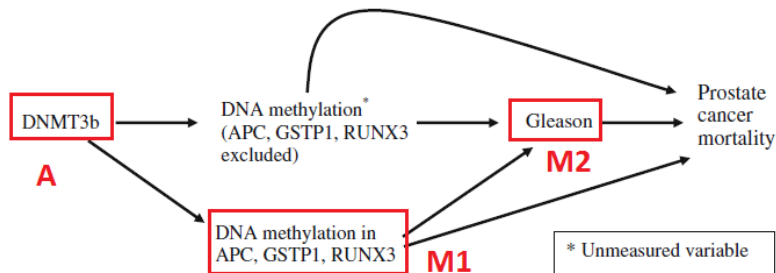 DNMT3b
A
DNA methylation*
(APC, GSTP1, RUNX3
excluded)
Gleason
M2
Prostate
cancer
mortality
DNA methylation in
APC, GSTP1, RUNX3
M1
* Unmeasured variable